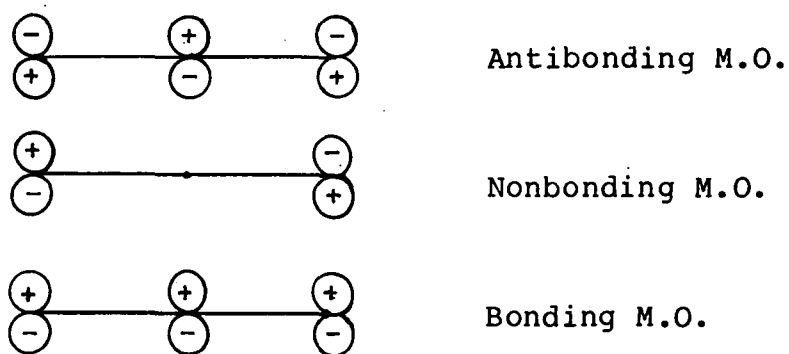 − + −
+ − + Antibonding M.O.
+ −
− + Nonbonding M.O.
+ + +
− − − Bonding M.O.